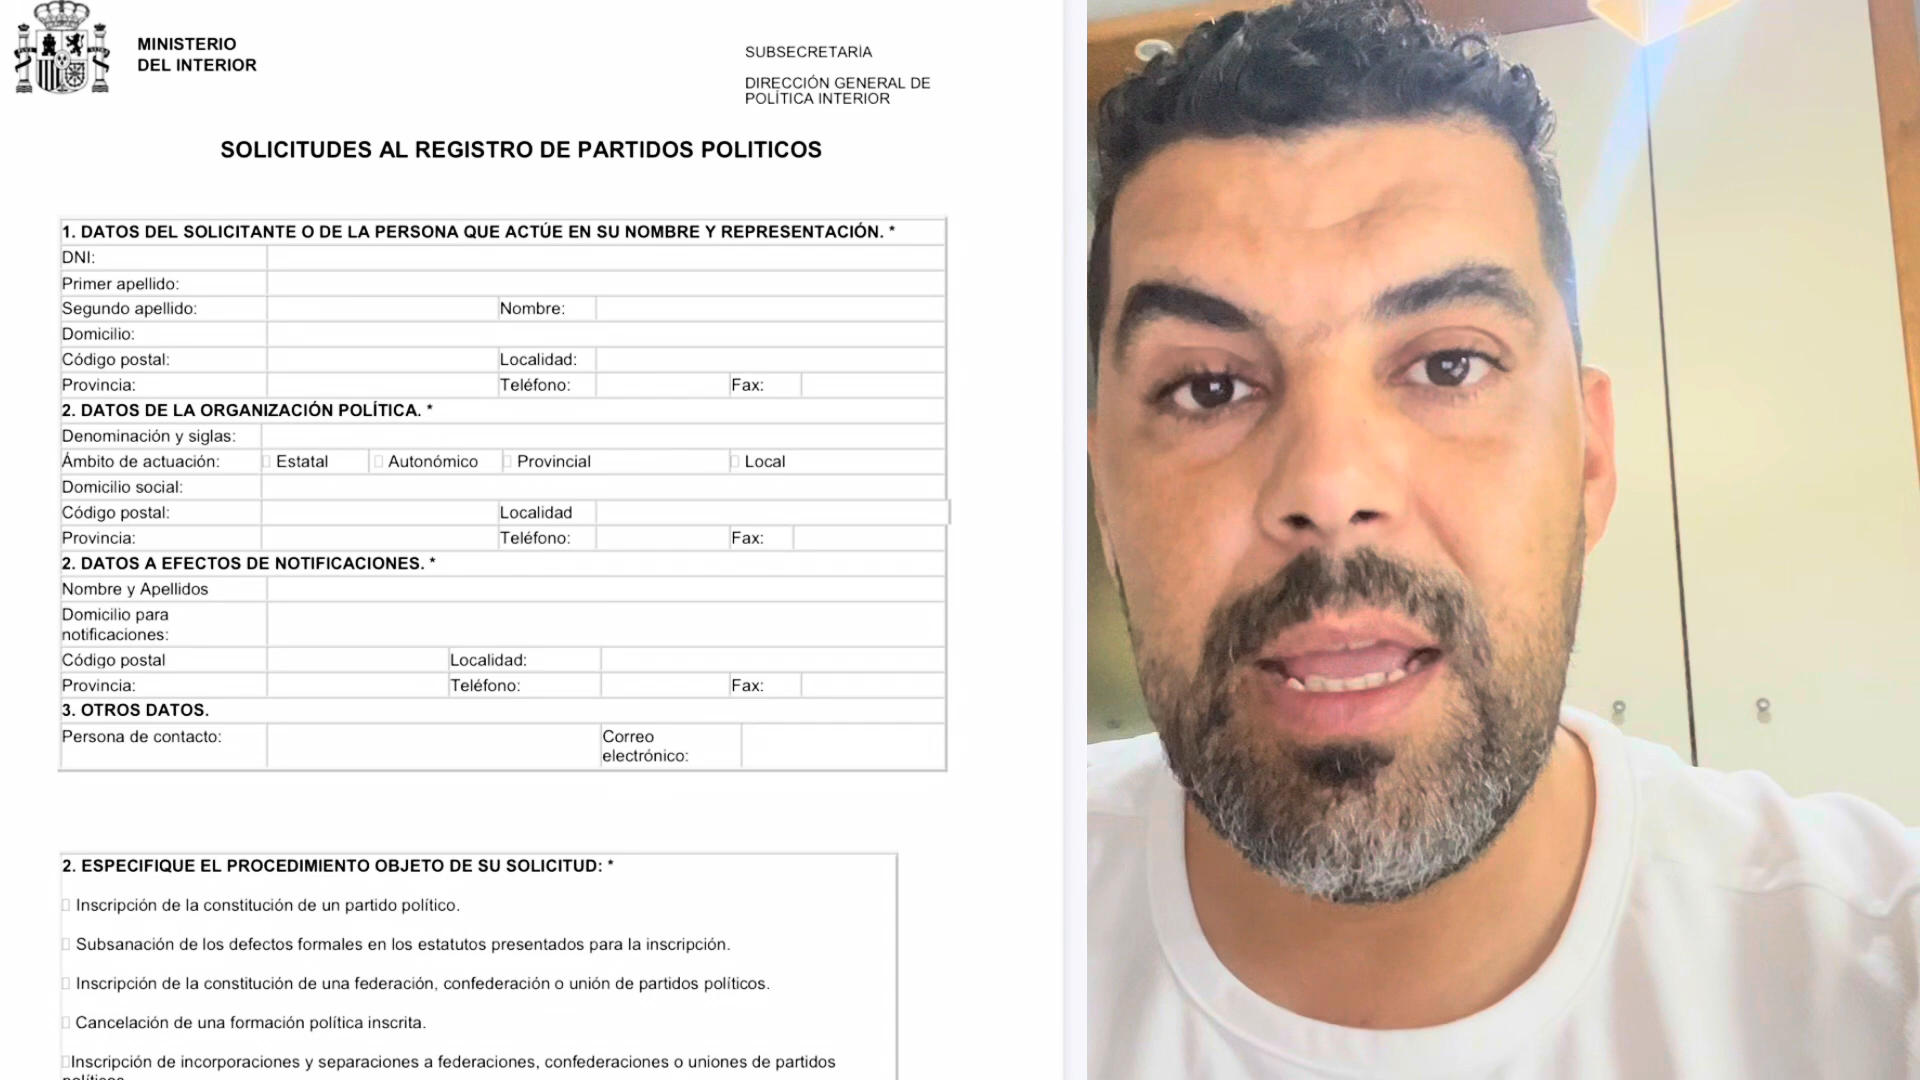 MINISTERIO
DEL INTERIOR
SUBSECRETARÍA
DIRECCIÓN GENERAL DE
POLÍTICA INTERIOR
SOLICITUDES AL REGISTRO DE PARTIDOS POLITICOS
1. DATOS DEL SOLICITANTE O DE LA PERSONA QUE ACTÚE EN SU NOMBRE Y REPRESENTACIÓN. *
DNI:
Primer apellido:
Segundo apellido: Nombre:
Domicilio:
Código postal: Localidad:
Provincia: Teléfono: Fax:
2. DATOS DE LA ORGANIZACIÓN POLÍTICA. *
Denominación y siglas:
Ámbito de actuación: Estatal Autonómico Provincial Local
Domicilio social:
Código postal: Localidad
Provincia: Teléfono: Fax:
2. DATOS A EFECTOS DE NOTIFICACIONES. *
Nombre y Apellidos
Domicilio para
notificaciones:
Código postal Localidad:
Provincia: Teléfono: Fax:
3. OTROS DATOS.
Persona de contacto: Correo
electrónico:
2. ESPECIFIQUE EL PROCEDIMIENTO OBJETO DE SU SOLICITUD: *
Inscripción de la constitución de un partido político.
Subsanación de los defectos formales en los estatutos presentados para la inscripción.
Inscripción de la constitución de una federación, confederación o unión de partidos políticos.
Cancelación de una formación política inscrita.
Inscripción de incorporaciones y separaciones a federaciones, confederaciones o uniones de partidos
políticos.